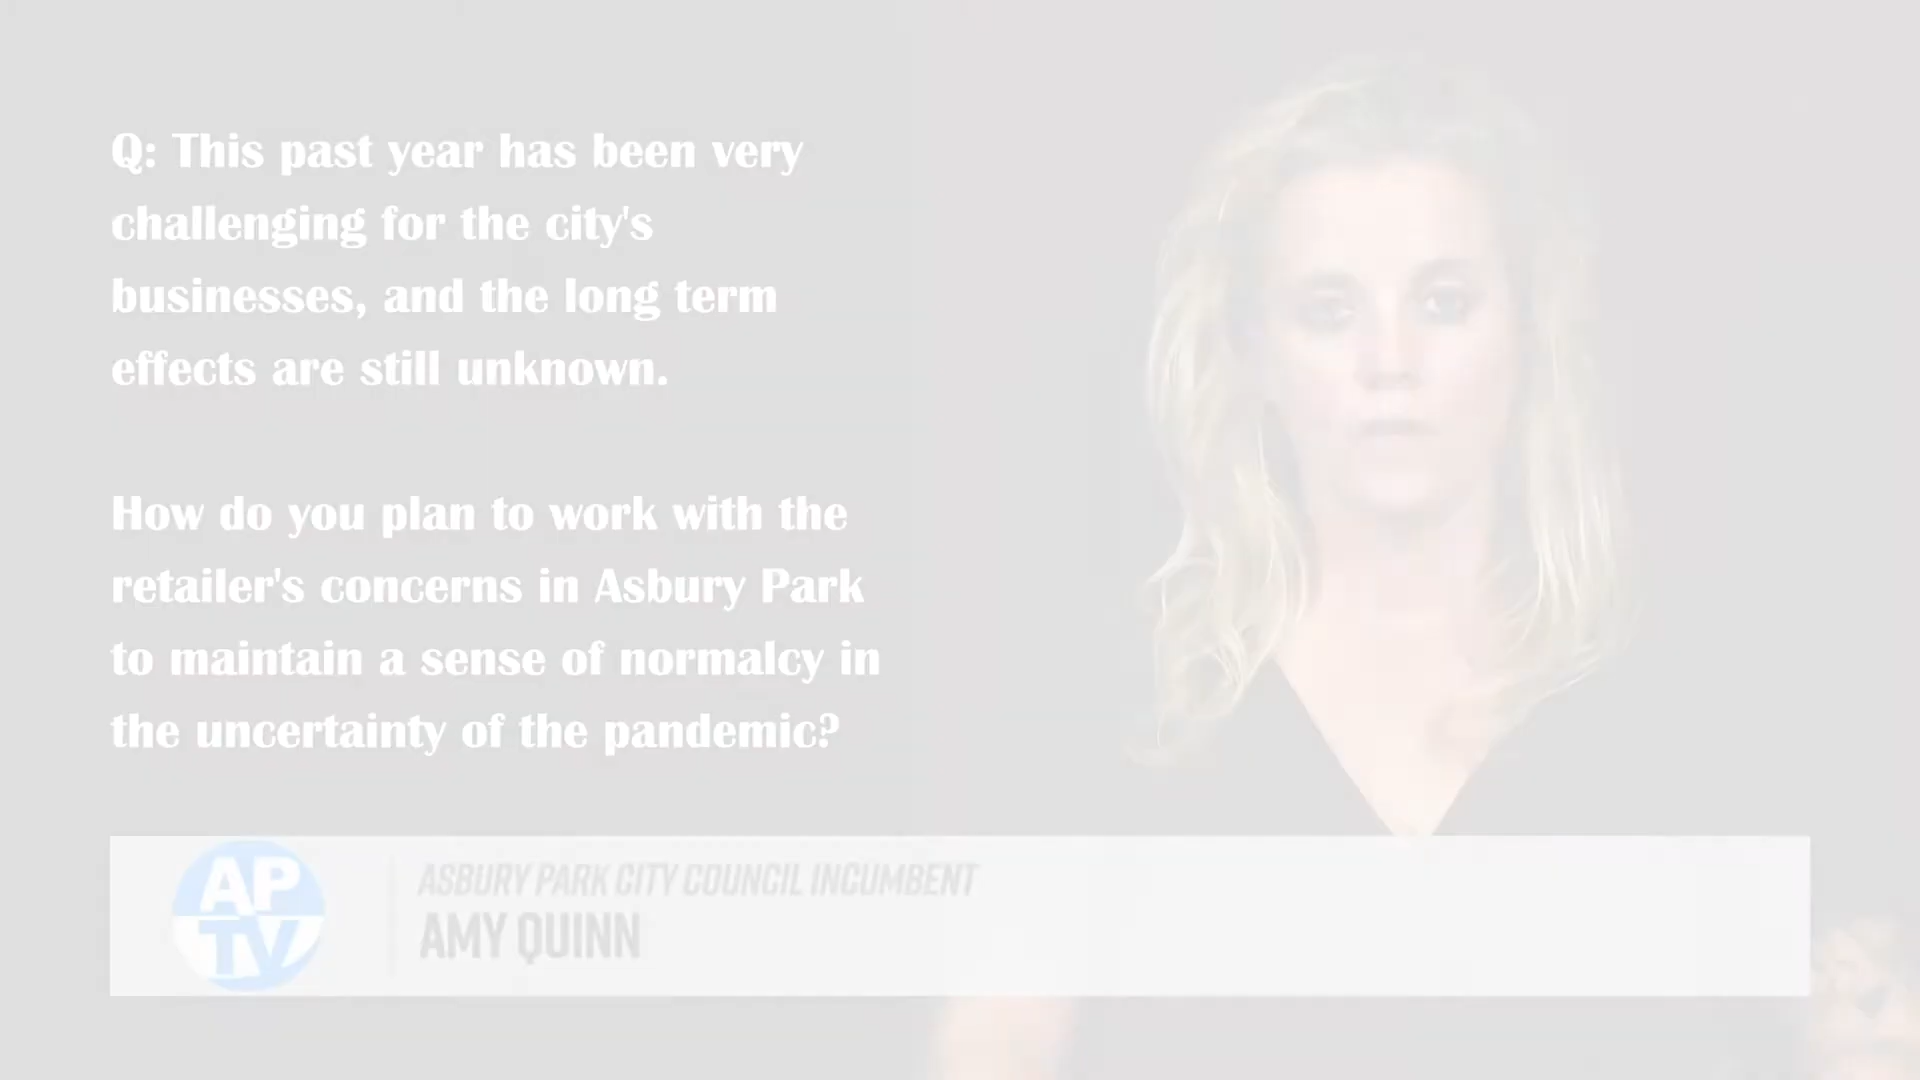 Q: This past year has been very
challenging for the city's
businesses, and the long term
effects are still unknown.
How do you plan to work with the
retailer's concerns in Asbury Park
to maintain a sense of normalcy in
the uncertainty of the pandemic?
AP
TV
ASBURY PARK CITY COUNCIL INCUMBENT
AMY QUINN